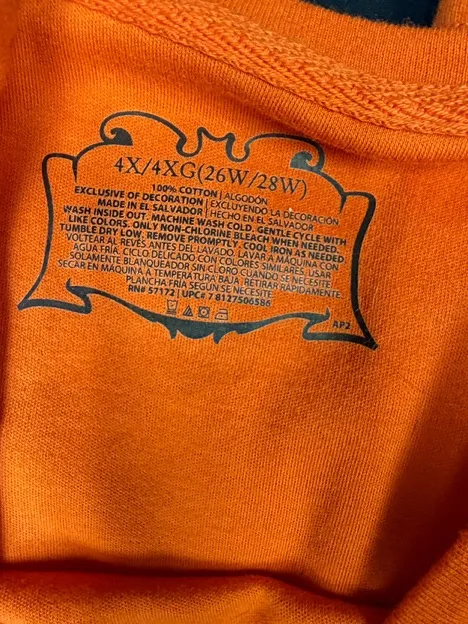 4X/4XG(26W/28W)
100% COTTON | ALGODÓN
EXCLUSIVE OF DECORATION | EXCLUYENDO LA DECORACIÓN
MADE IN EL SALVADOR | HECHO EN EL SALVADOR
WASH INSIDE OUT. MACHINE WASH COLD. GENTLE CYCLE WITH
LIKE COLORS. ONLY NON-CHLORINE BLEACH WHEN NEEDED.
TUMBLE DRY LOW. REMOVE PROMPTLY. COOL IRON AS NEEDED
VOLTEAR AL REVÉS ANTES DEL LAVADO. LAVAR A MÁQUINA CON
AGUA FRÍA. CICLO DELICADO CON COLORES SIMILARES. USAR
SOLAMENTE BLANQUEADOR SIN CLORO CUANDO SE NECESITE.
SECAR EN MÁQUINA A TEMPERATURA BAJA. RETIRAR RÁPIDAMENTE.
PLANCHA FRÍA SEGÚN SE NECESITE.
RN# 57172 | UPC# 7 8127506586
AP2